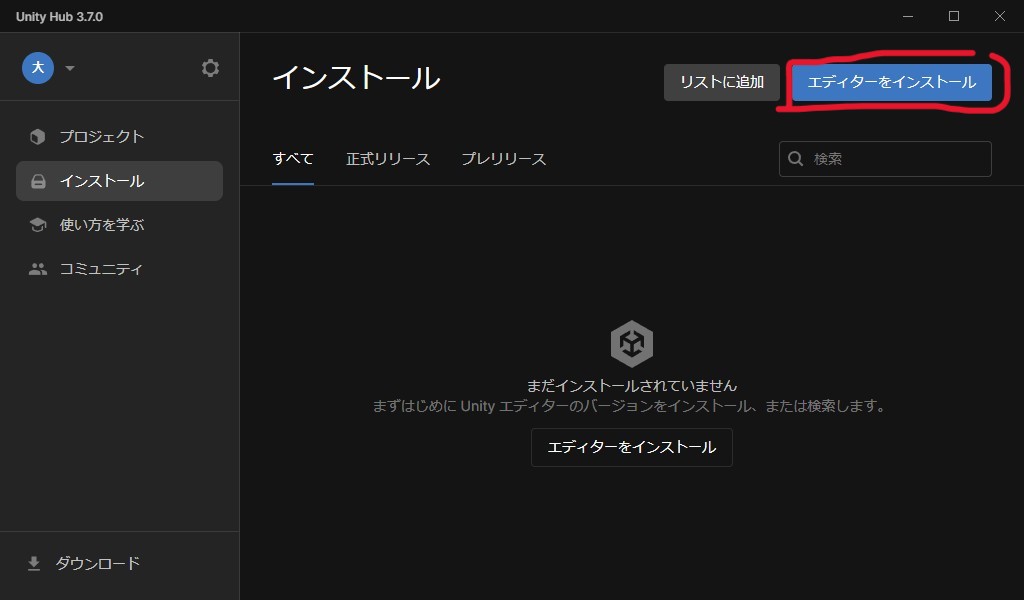 Unity Hub 3.7.0
大
プロジェクト
インストール
使い方を学ぶ
コミュニティ
ダウンロード
インストール
リストに追加
エディターをインストール
すべて
正式リリース
プレリリース
検索
まだインストールされていません
まずはじめに Unity エディターのバージョンをインストール、または検索します。
エディターをインストール